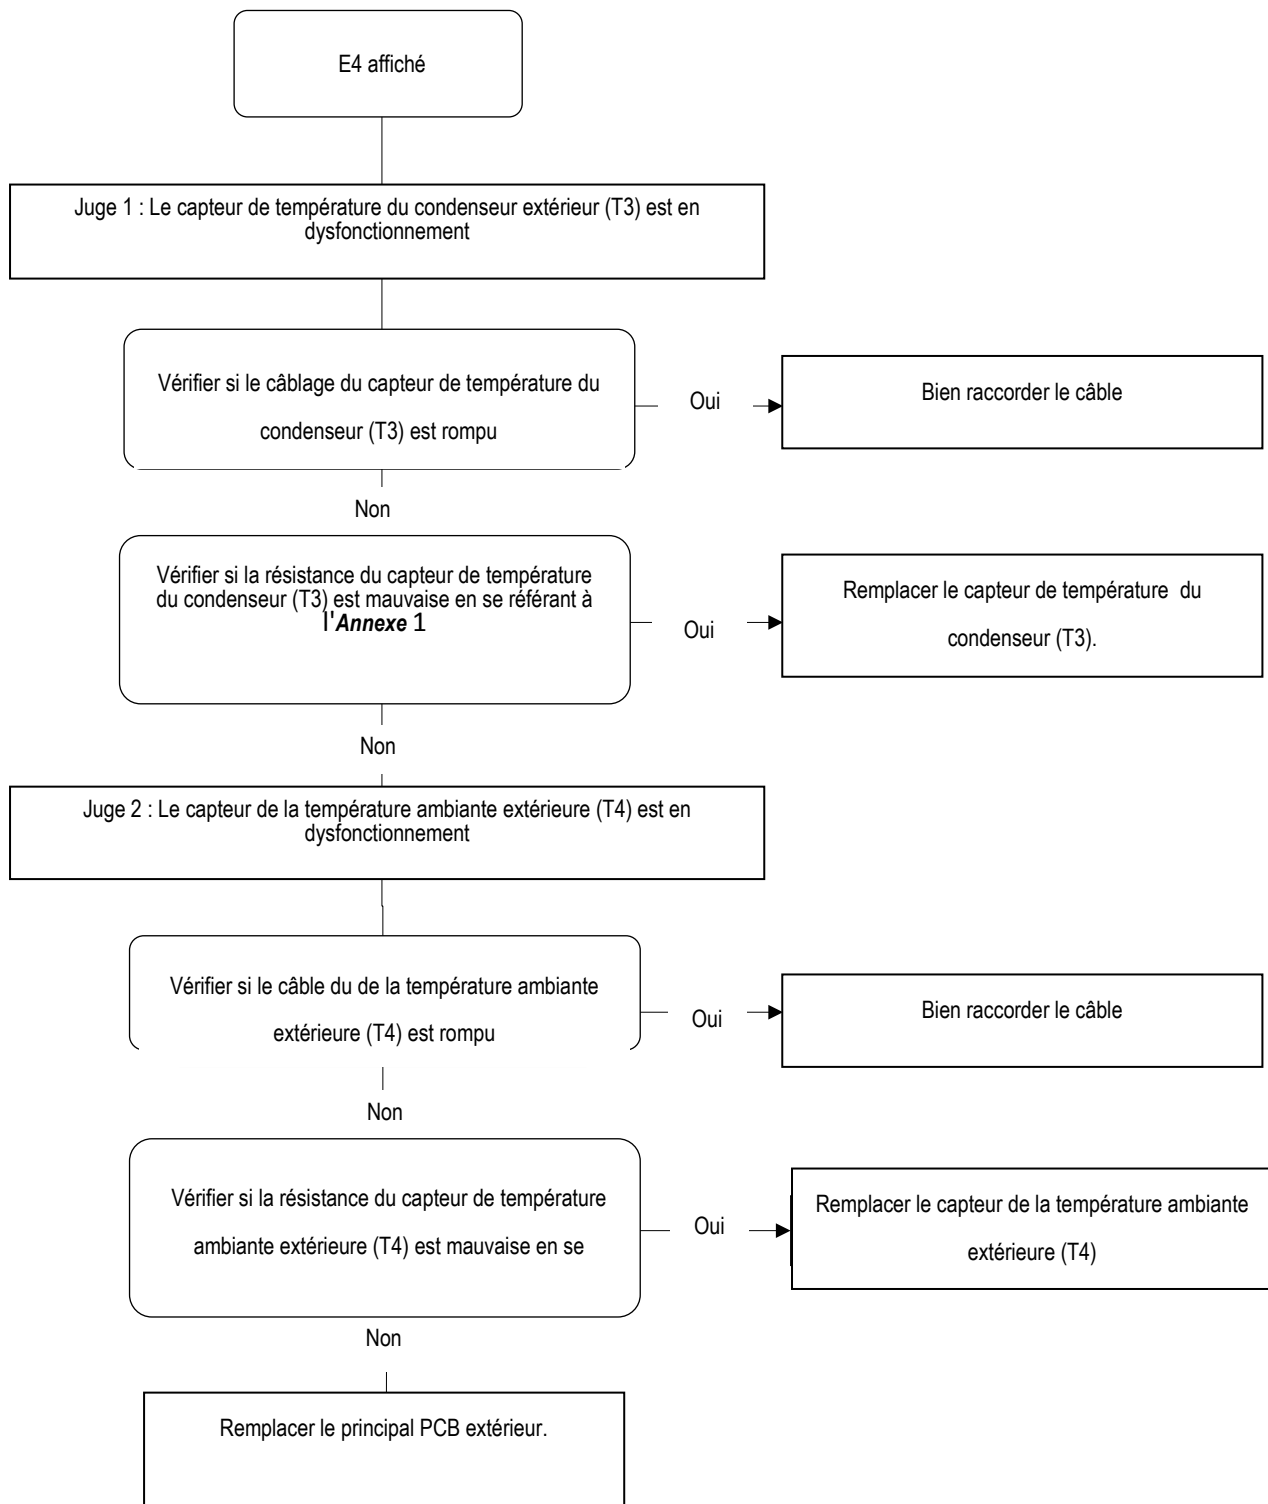 E4 affiché
Juge 1 : Le capteur de température du condenseur extérieur (T3) est en
dysfonctionnement
Vérifier si le câblage du capteur de température du
condenseur (T3) est rompu
Oui
Bien raccorder le câble
Non
Vérifier si la résistance du capteur de température
du condenseur (T3) est mauvaise en se référant à
l'Annexe 1
Oui
Remplacer le capteur de température du
condenseur (T3).
Non
Juge 2 : Le capteur de la température ambiante extérieure (T4) est en
dysfonctionnement
Vérifier si le câble du de la température ambiante
extérieure (T4) est rompu
Oui
Bien raccorder le câble
Non
Vérifier si la résistance du capteur de température
ambiante extérieure (T4) est mauvaise en se
Oui
Remplacer le capteur de la température ambiante
extérieure (T4)
Non
Remplacer le principal PCB extérieur.